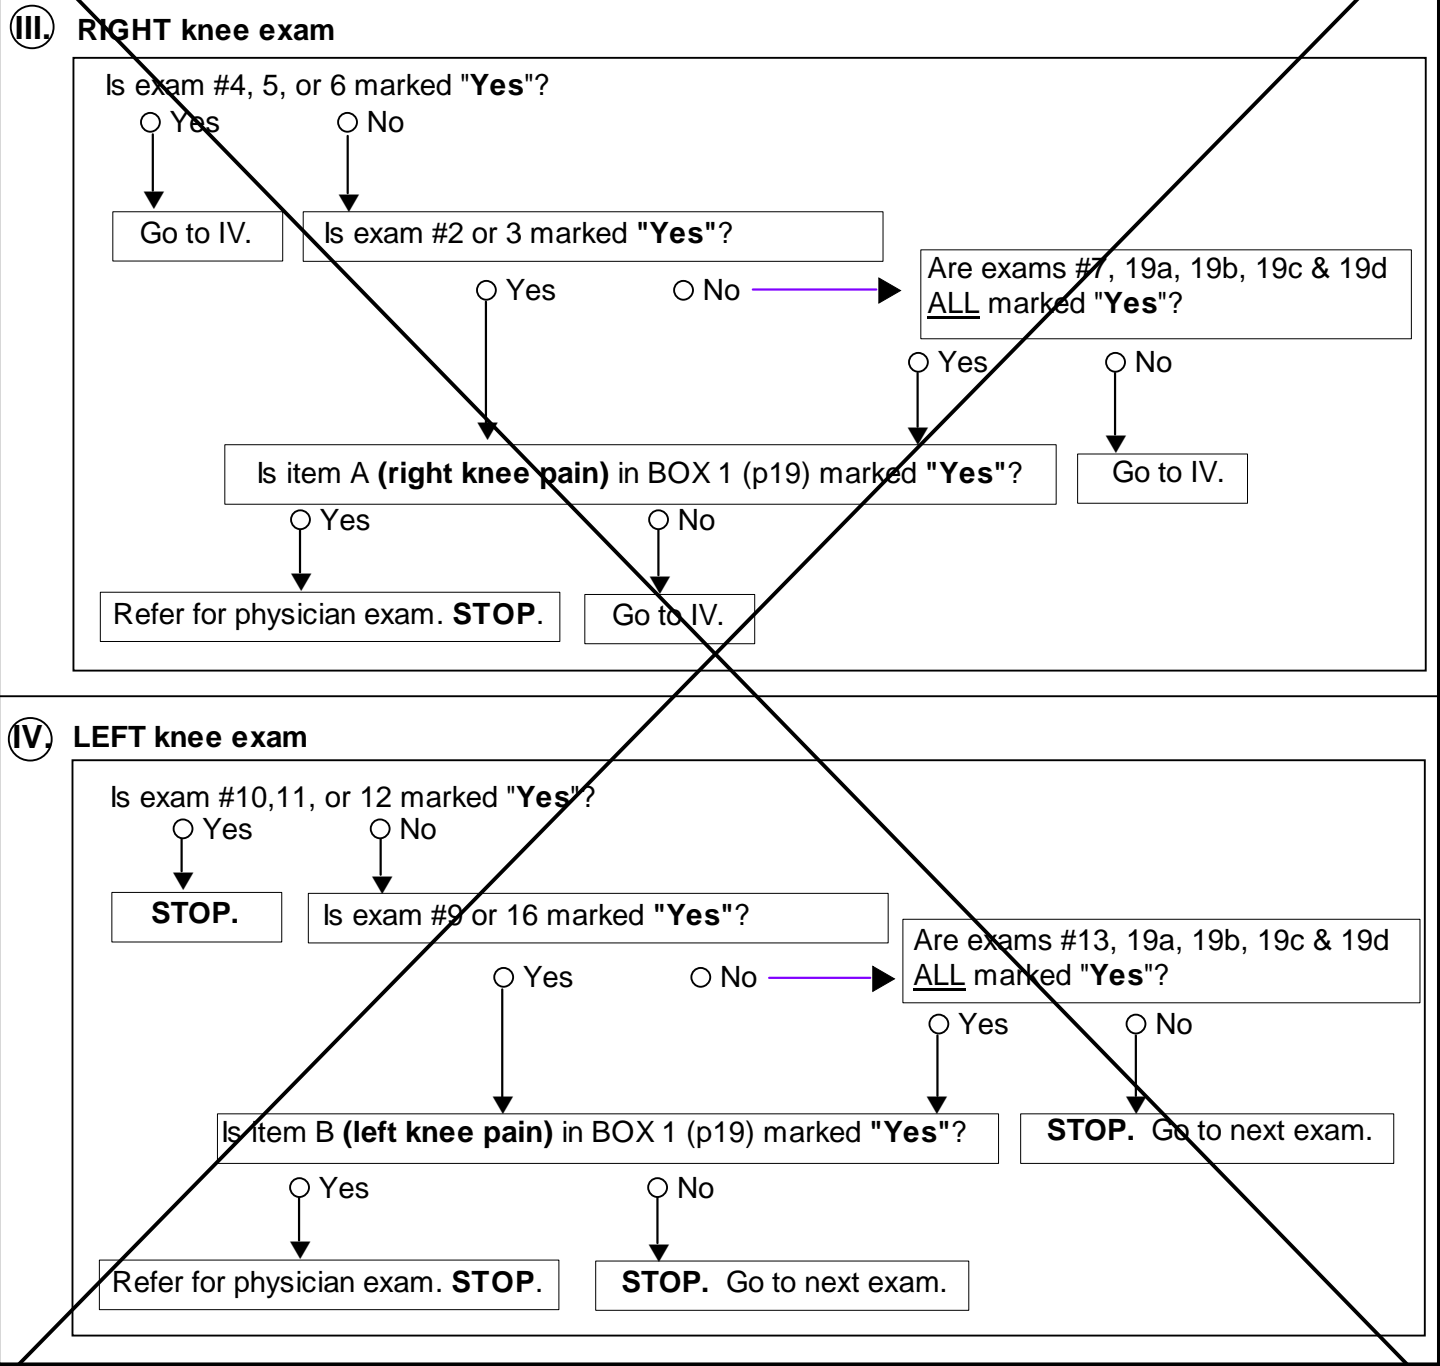 III. RIGHT knee exam
Is exam #4, 5, or 6 marked "Yes"?
Yes
No
Go to IV.
Is exam #2 or 3 marked "Yes"?
Yes
No
Are exams #7, 19a, 19b, 19c & 19d
ALL marked "Yes"?
Yes
No
Is item A (right knee pain) in BOX 1 (p19) marked "Yes"?
Go to IV.
Yes
No
Refer for physician exam. STOP.
Go to IV.
IV. LEFT knee exam
Is exam #10,11, or 12 marked "Yes"?
Yes
No
STOP.
Is exam #9 or 16 marked "Yes"?
Are exams #13, 19a, 19b, 19c & 19d
ALL marked "Yes"?
Yes
No
Yes
No
Is item B (left knee pain) in BOX 1 (p19) marked "Yes"?
STOP. Go to next exam.
Yes
No
Refer for physician exam. STOP.
STOP. Go to next exam.